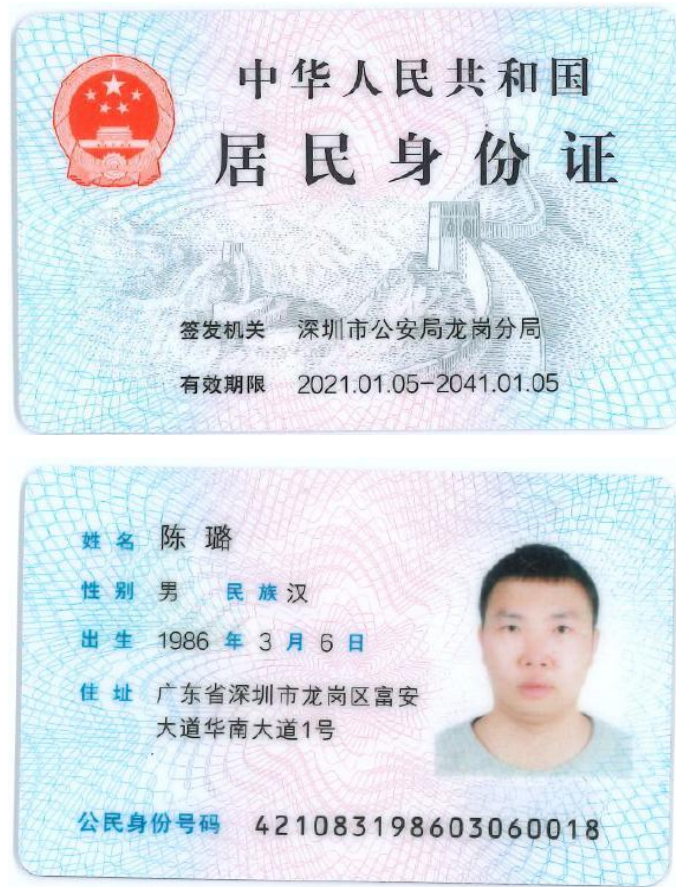 中华人民共和国
居民身份证
签发机关 深圳市公安局龙岗分局
有效期限 2021.01.05-2041.01.05
姓名 陈璐
性别 男 民族 汉
出生 1986 年 3 月 6 日
住址 广东省深圳市龙岗区富安
大道华南大道1号
公民身份号码 421083198603060018